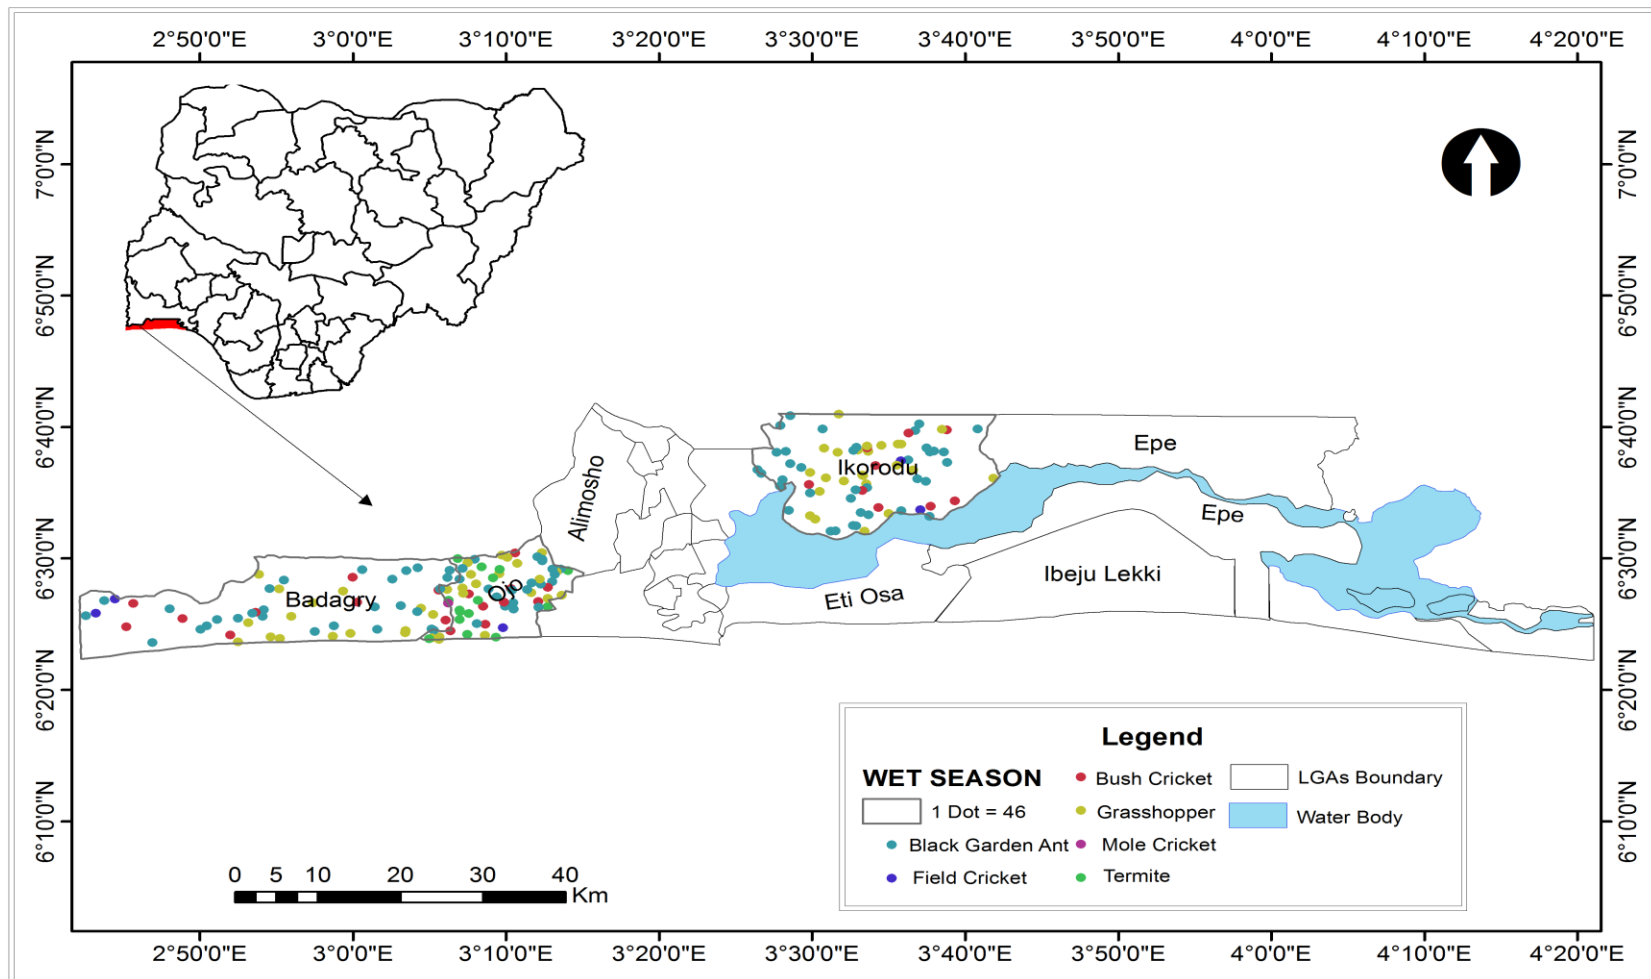 2°50'0"E 3°0'0"E 3°10'0"E 3°20'0"E 3°30'0"E 3°40'0"E 3°50'0"E 4°0'0"E 4°10'0"E 4°20'0"E
7°0'0"N 7°0'0"N
6°50'0"N 6°50'0"N
6°40'0"N 6°40'0"N
6°30'0"N 6°30'0"N
6°20'0"N 6°20'0"N
6°10'0"N 6°10'0"N
Epe
Ikorodu
Alimosho
Epe
Ibeju Lekki
Ojo
Badagry
Eti Osa
Legend
WET SEASON
1 Dot = 46
Black Garden Ant
Field Cricket
Bush Cricket
Grasshopper
Mole Cricket
Termite
LGAs Boundary
Water Body
0 5 10 20 30 40
Km
2°50'0"E 3°0'0"E 3°10'0"E 3°20'0"E 3°30'0"E 3°40'0"E 3°50'0"E 4°0'0"E 4°10'0"E 4°20'0"E